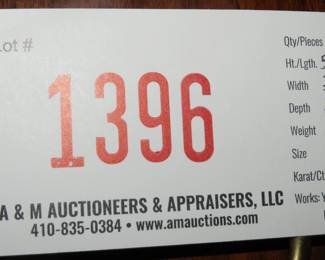 Lot #
1396
A & M AUCTIONEERS & APPRAISERS, LLC
410-835-0384 • www.amauctions.com
Qty/Pieces
Ht./Lgth.
Width
Depth
Weight
Size
Karat/Ct
Works: Y